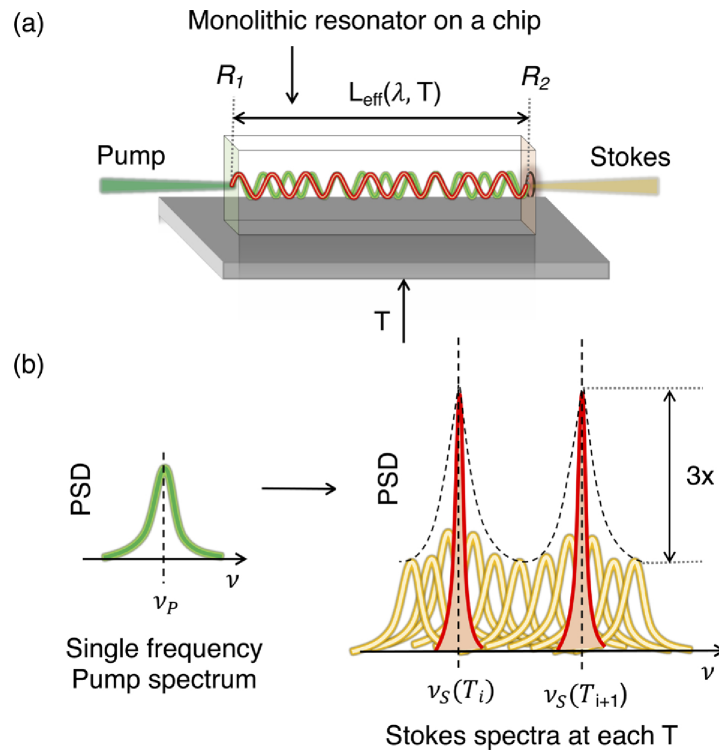 (a)
Monolithic resonator on a chip
R1
Leff(λ, T)
R2
Pump
Stokes
T
(b)
PSD
ν
νP
Single frequency
Pump spectrum
PSD
3x
ν
νS(Ti)
νS(Ti+1)
Stokes spectra at each T